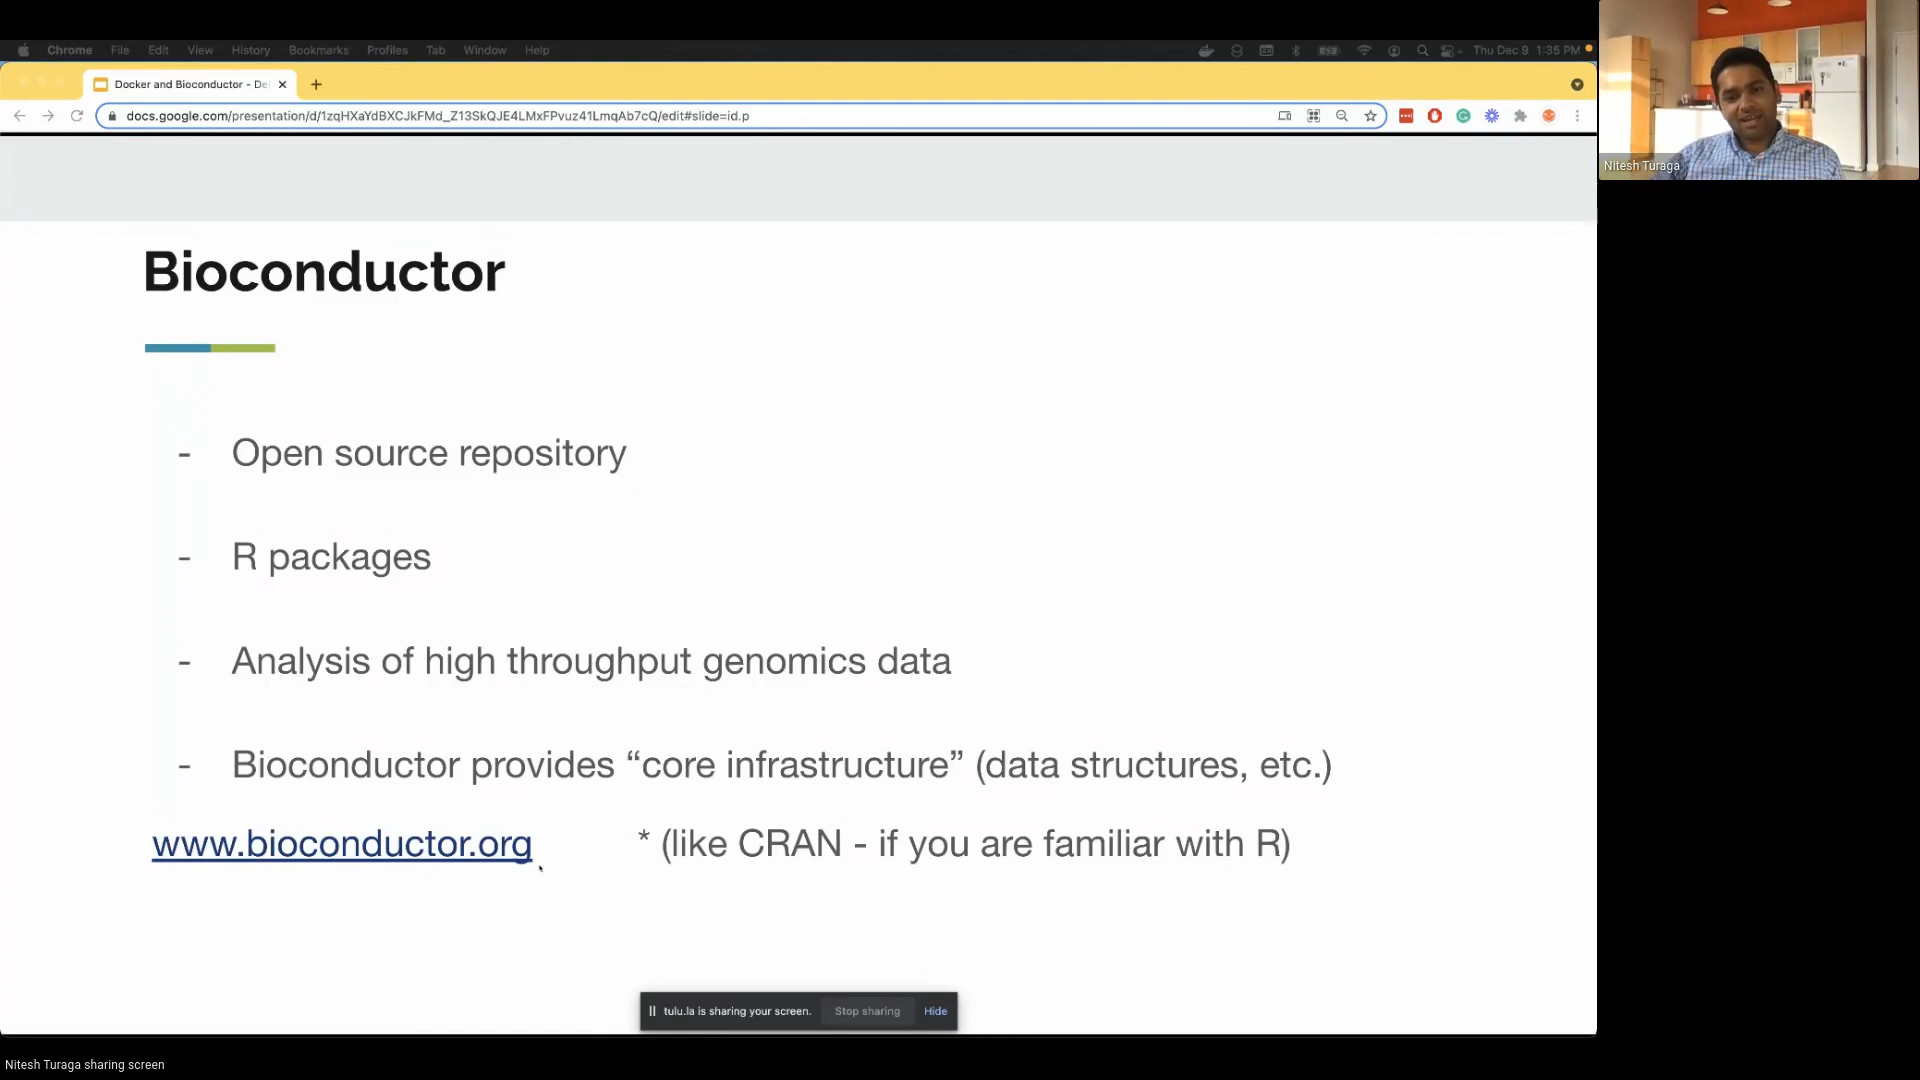 Chrome File Edit View History Bookmarks Profiles Tab Window Help Thu Dec 9 1:35 PM
Docker and Bioconductor - De
docs.google.com/presentation/d/1zqHXaYdBXCJkFMd_Z13SkQJE4LMxFPvuz41LmqAb7cQ/edit#slide=id.p
Nitesh Turaga
Bioconductor
- Open source repository
- R packages
- Analysis of high throughput genomics data
- Bioconductor provides “core infrastructure” (data structures, etc.)
www.bioconductor.org * (like CRAN - if you are familiar with R)
tulu.la is sharing your screen. Stop sharing Hide
Nitesh Turaga sharing screen